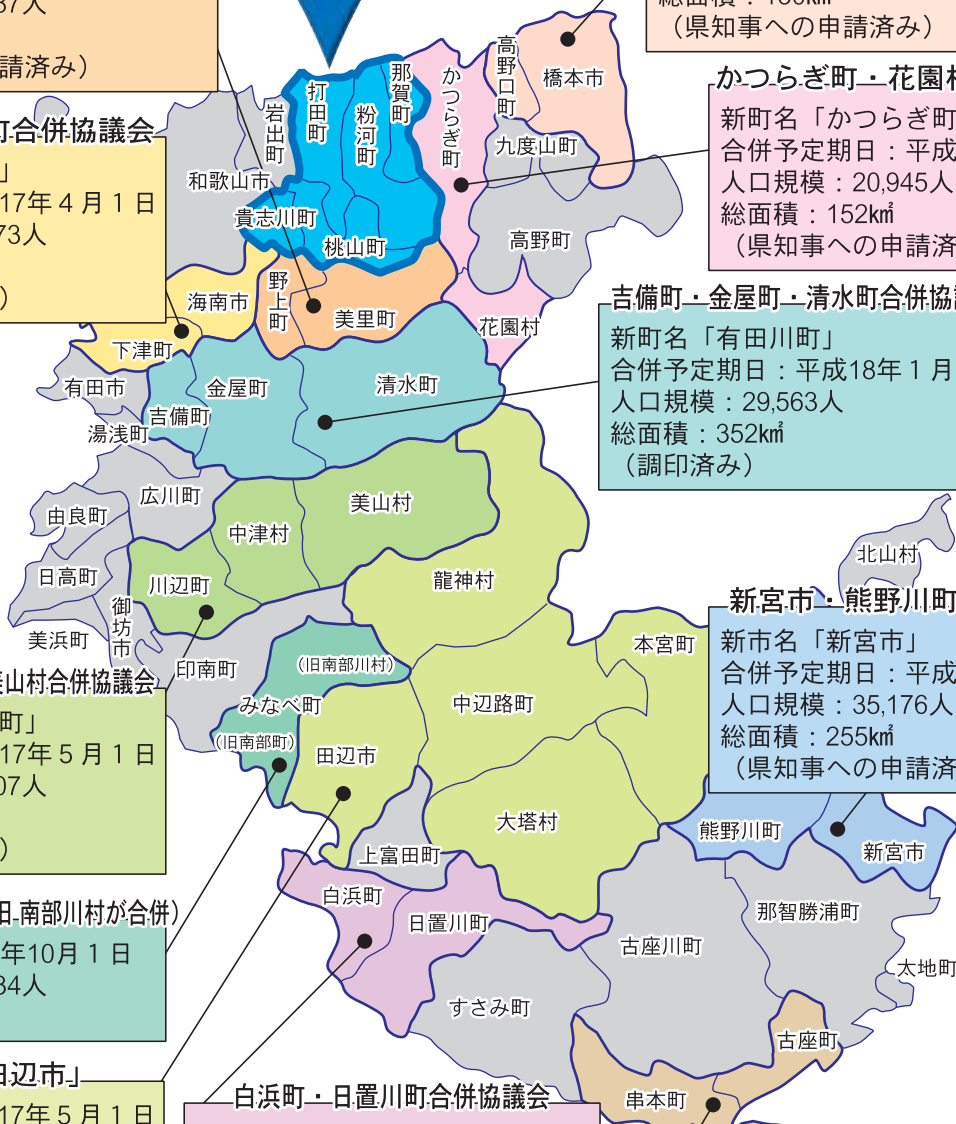 37人
請済み）
（県知事への申請済み）
町合併協議会
」
17年４月１日
73人
）
かつらぎ町・花園村
新町名「かつらぎ町
合併予定期日：平成
人口規模：20,945人
総面積：152㎢
（県知事への申請済
吉備町・金屋町・清水町合併協
新町名「有田川町」
合併予定期日：平成18年１月
人口規模：29,563人
総面積：352㎢
（調印済み）
新宮市・熊野川町
新市名「新宮市」
合併予定期日：平成
人口規模：35,176人
総面積：255㎢
（県知事への申請済
美山村合併協議会
町」
17年５月１日
07人
）
旧 南部川村が合併）
年10月１日
34人
田辺市」
17年５月１日
白浜町・日置川町合併協議会
岩出町
打田町
粉河町
那賀町
かつらぎ町
高野口町
橋本市
九度山町
和歌山市
貴志川町
桃山町
高野町
海南市
野上町
美里町
花園村
下津町
有田市
金屋町
清水町
吉備町
湯浅町
広川町
由良町
中津村
美山村
日高町
川辺町
龍神村
北山村
御坊市
美浜町
印南町
（旧南部川村）
みなべ町
（旧南部町）
本宮町
中辺路町
田辺市
大塔村
上富田町
熊野川町
新宮市
白浜町
日置川町
那智勝浦町
古座川町
太地町
すさみ町
古座町
串本町